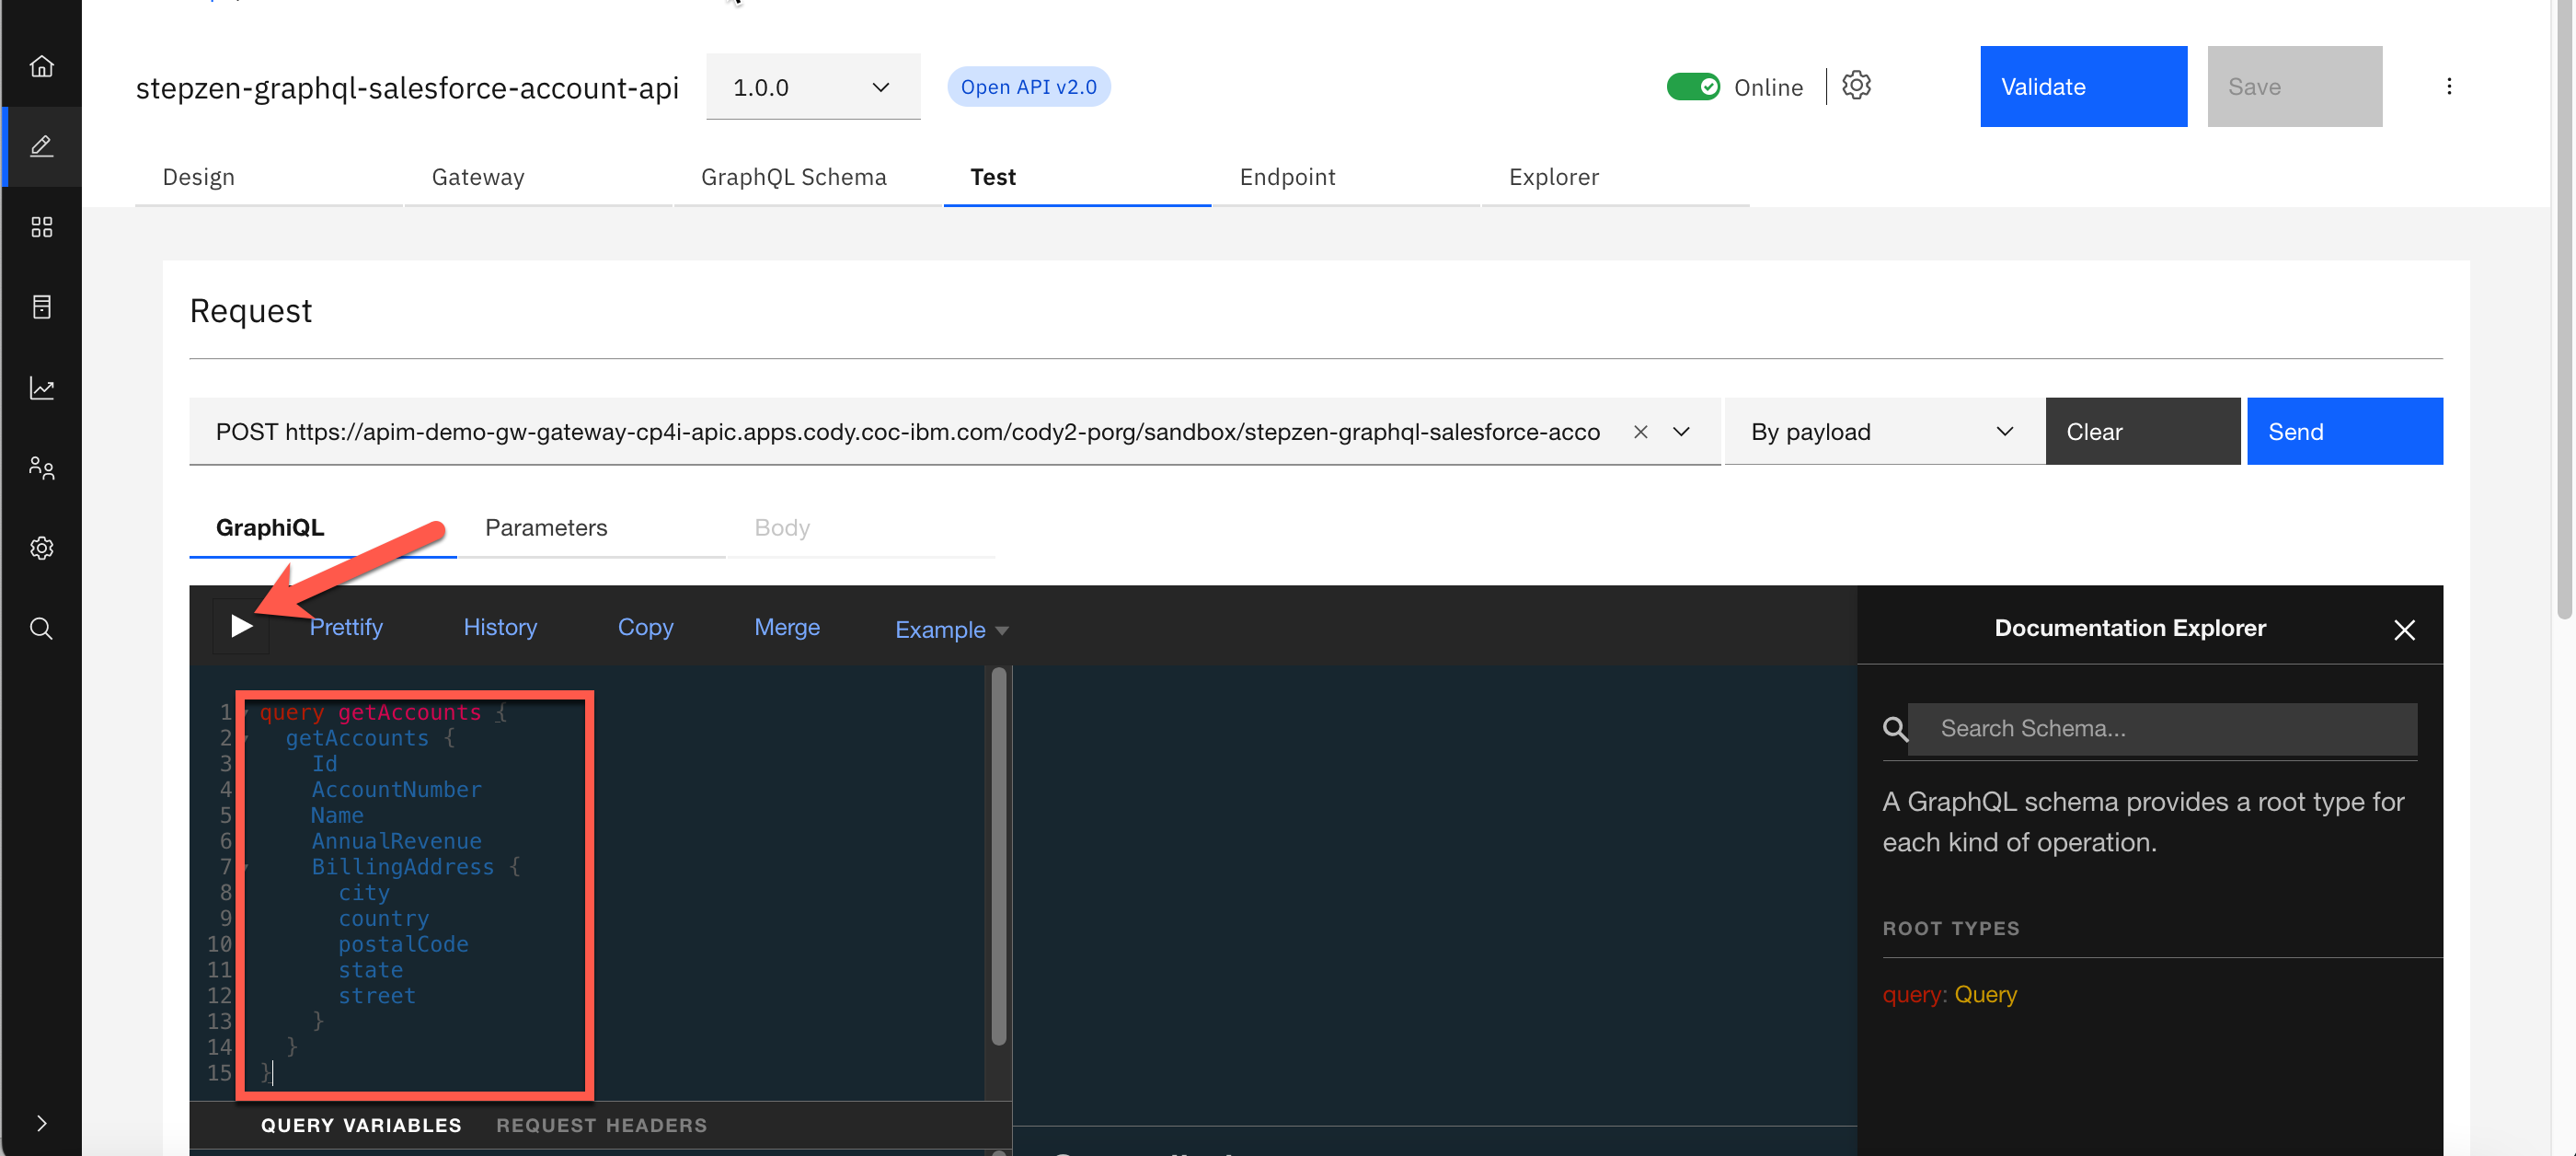 stepzen-graphql-salesforce-account-api 1.0.0 Open API v2.0 Online Validate Save
Design Gateway GraphQL Schema Test Endpoint Explorer
Request
POST https://apim-demo-gw-gateway-cp4i-apic.apps.cody.coc-ibm.com/cody2-porg/sandbox/stepzen-graphql-salesforce-acco By payload Clear Send
GraphiQL Parameters Body
Prettify History Copy Merge Example
Documentation Explorer
1 query getAccounts {
2 getAccounts {
3 Id
4 AccountNumber
5 Name
6 AnnualRevenue
7 BillingAddress {
8 city
9 country
10 postalCode
11 state
12 street
13 }
14 }
15 }
QUERY VARIABLES REQUEST HEADERS
Search Schema...
A GraphQL schema provides a root type for
each kind of operation.
ROOT TYPES
query: Query